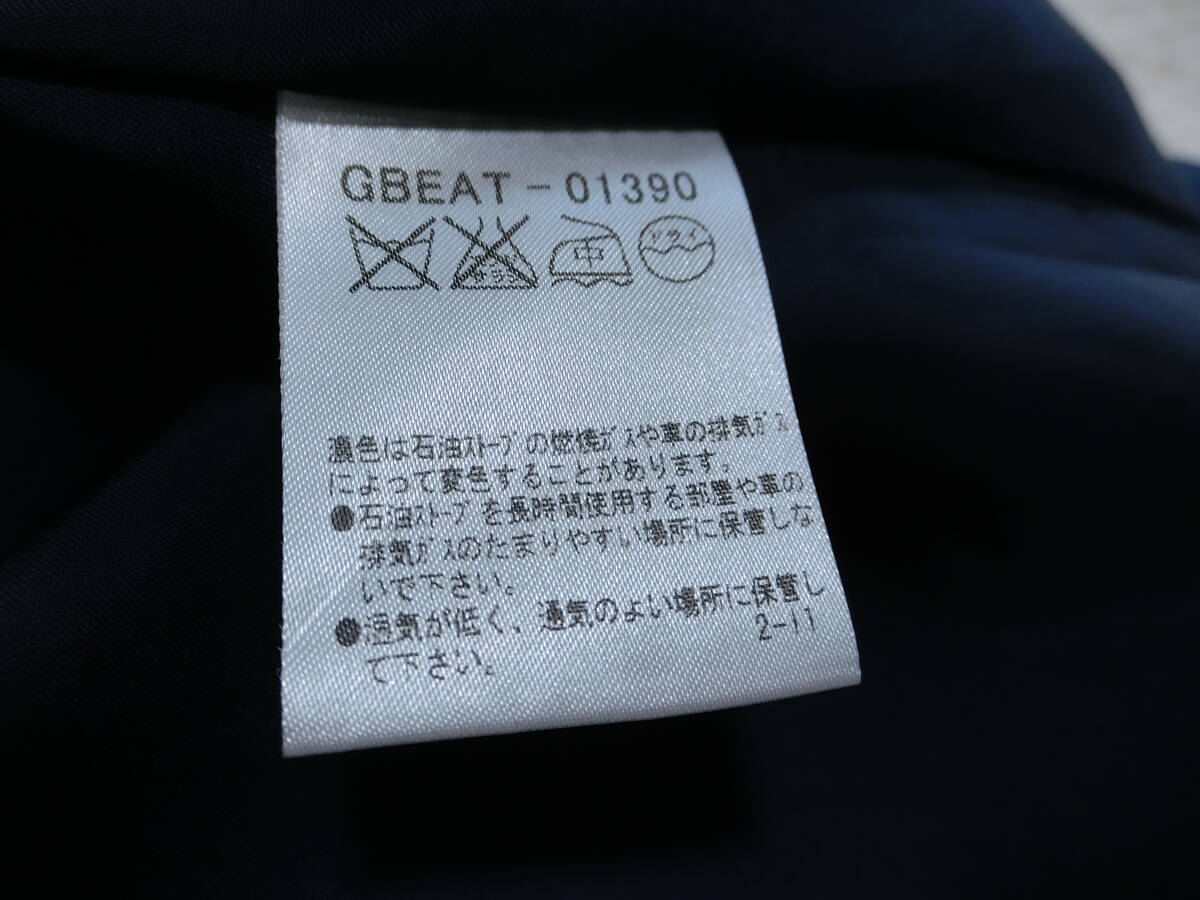 GBEAT-01390
サラシ 中 ドライ
濃色は石油ストーブの燃焼ガスや車の排気ガス
によって変色することがあります。
●石油ストーブを長時間使用する部屋や車の
排気ガスのたまりやすい場所に保管しな
いで下さい。
●湿気が低く、通気のよい場所に保管し
て下さい。
2-11